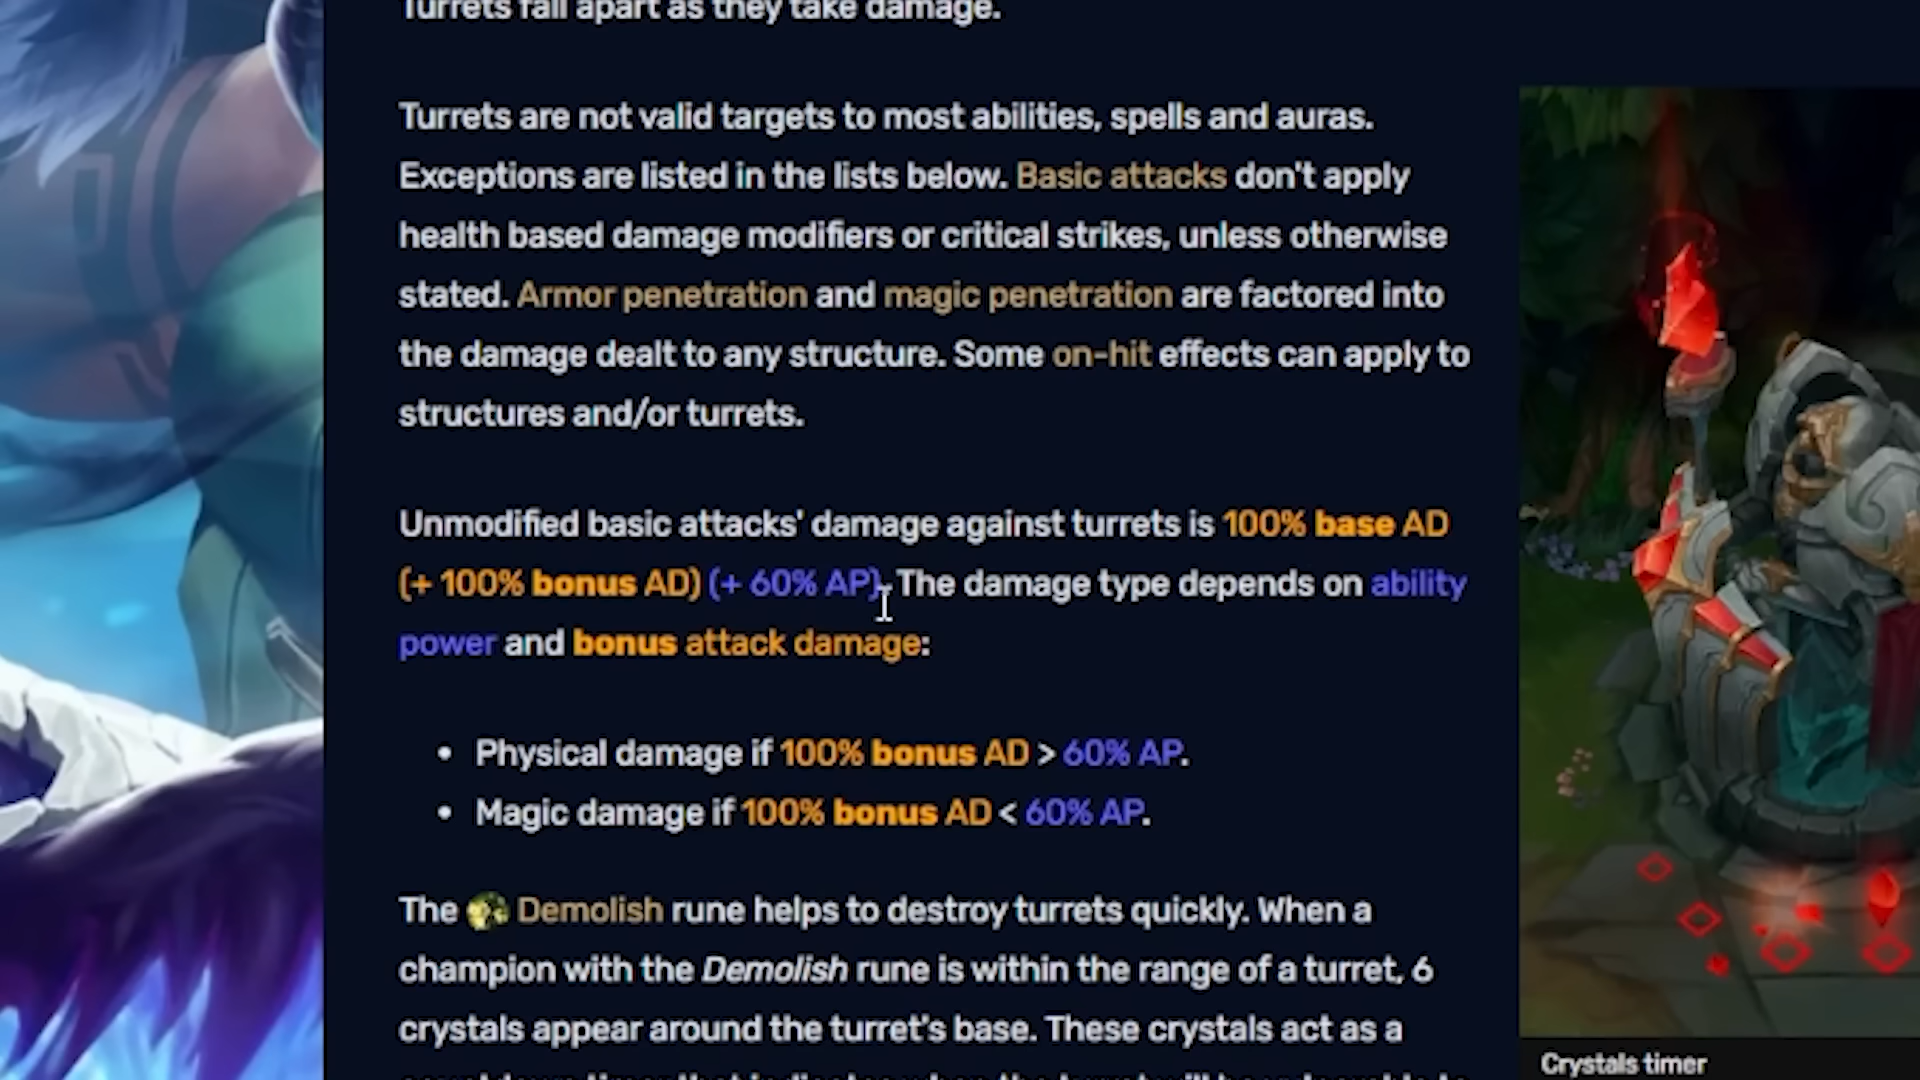 Turrets fall apart as they take damage.
Turrets are not valid targets to most abilities, spells and auras.
Exceptions are listed in the lists below. Basic attacks don't apply
health based damage modifiers or critical strikes, unless otherwise
stated. Armor penetration and magic penetration are factored into
the damage dealt to any structure. Some on-hit effects can apply to
structures and/or turrets.
Unmodified basic attacks' damage against turrets is 100% base AD
(+ 100% bonus AD) (+ 60% AP). The damage type depends on ability
power and bonus attack damage:
• Physical damage if 100% bonus AD > 60% AP.
• Magic damage if 100% bonus AD < 60% AP.
The Demolish rune helps to destroy turrets quickly. When a
champion with the Demolish rune is within the range of a turret, 6
crystals appear around the turret's base. These crystals act as a
Crystals timer